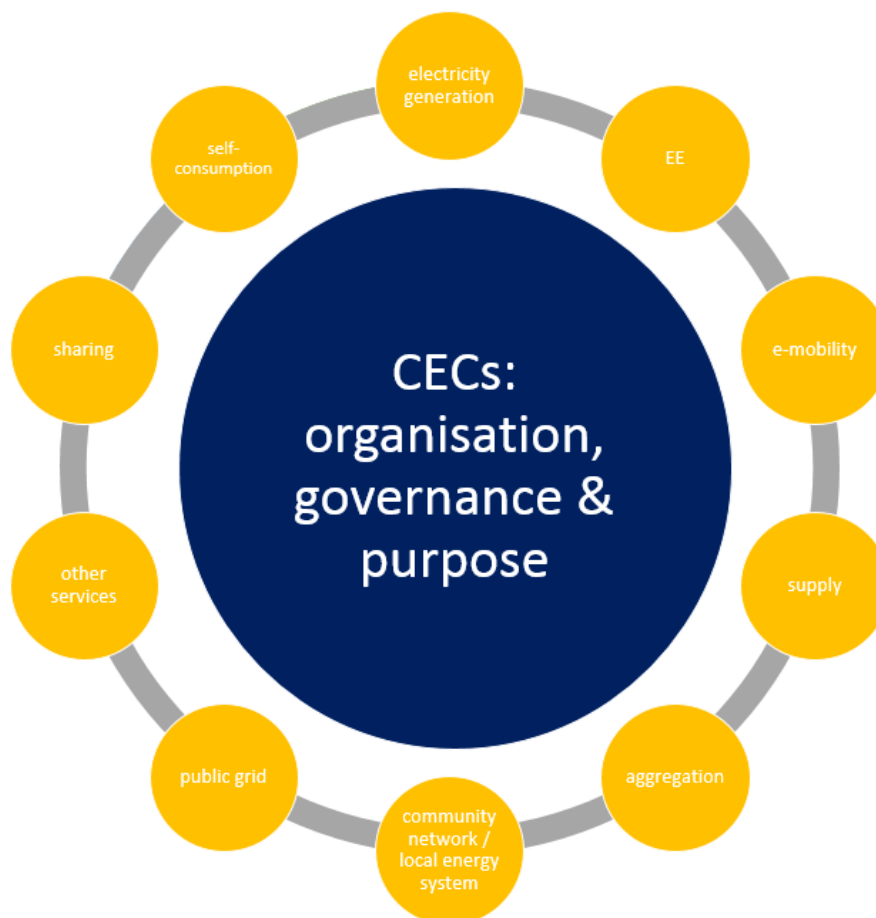 electricity
generation
EE
e-mobility
supply
aggregation
community
network /
local energy
system
public grid
other
services
sharing
self-
consumption
CECs:
organisation,
governance &
purpose